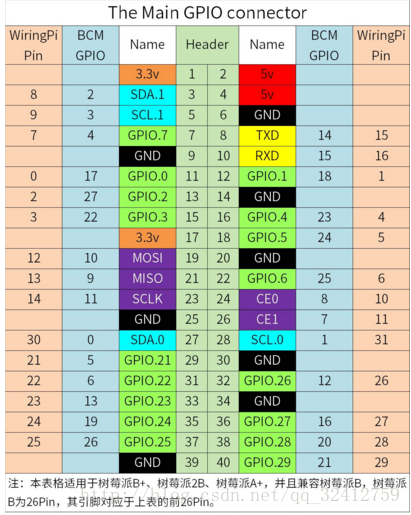 The Main GPIO connector
WiringPi Pin BCM GPIO Name Header Name BCM GPIO WiringPi Pin
3.3v 1 2 5v
8 2 SDA.1 3 4 5v
9 3 SCL.1 5 6 GND
7 4 GPIO.7 7 8 TXD 14 15
GND 9 10 RXD 15 16
0 17 GPIO.0 11 12 GPIO.1 18 1
2 27 GPIO.2 13 14 GND
3 22 GPIO.3 15 16 GPIO.4 23 4
3.3v 17 18 GPIO.5 24 5
12 10 MOSI 19 20 GND
13 9 MISO 21 22 GPIO.6 25 6
14 11 SCLK 23 24 CE0 8 10
GND 25 26 CE1 7 11
30 0 SDA.0 27 28 SCL.0 1 31
21 5 GPIO.21 29 30 GND
22 6 GPIO.22 31 32 GPIO.26 12 26
23 13 GPIO.23 33 34 GND
24 19 GPIO.24 35 36 GPIO.27 16 27
25 26 GPIO.25 37 38 GPIO.28 20 28
GND 39 40 GPIO.29 21 29
注：本表格适用于树莓派B+、树莓派2B、树莓派A+，并且兼容树莓派B，树莓派
B为26Pin，其引脚对应于上表的前26Pin。
http://blog.csdn.net/qq_32412759